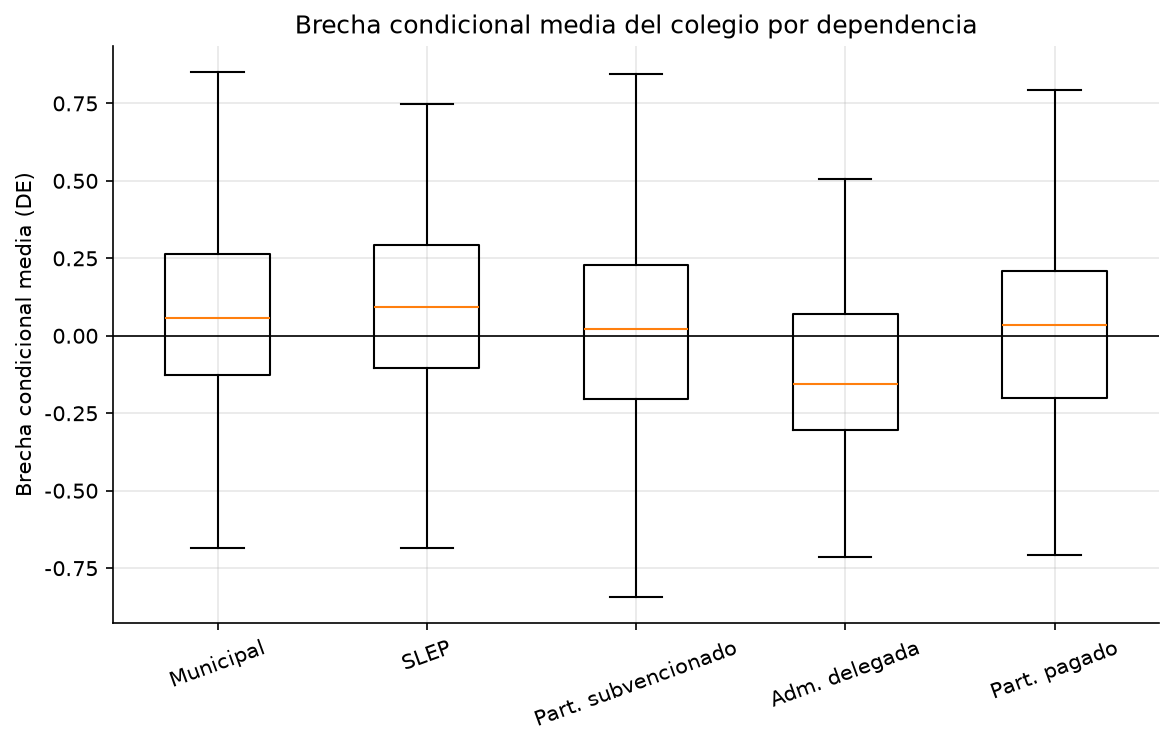 Brecha condicional media del colegio por dependencia
Brecha condicional media (DE)
0.75
0.50
0.25
0.00
-0.25
-0.50
-0.75
Municipal
SLEP
Part. subvencionado
Adm. delegada
Part. pagado